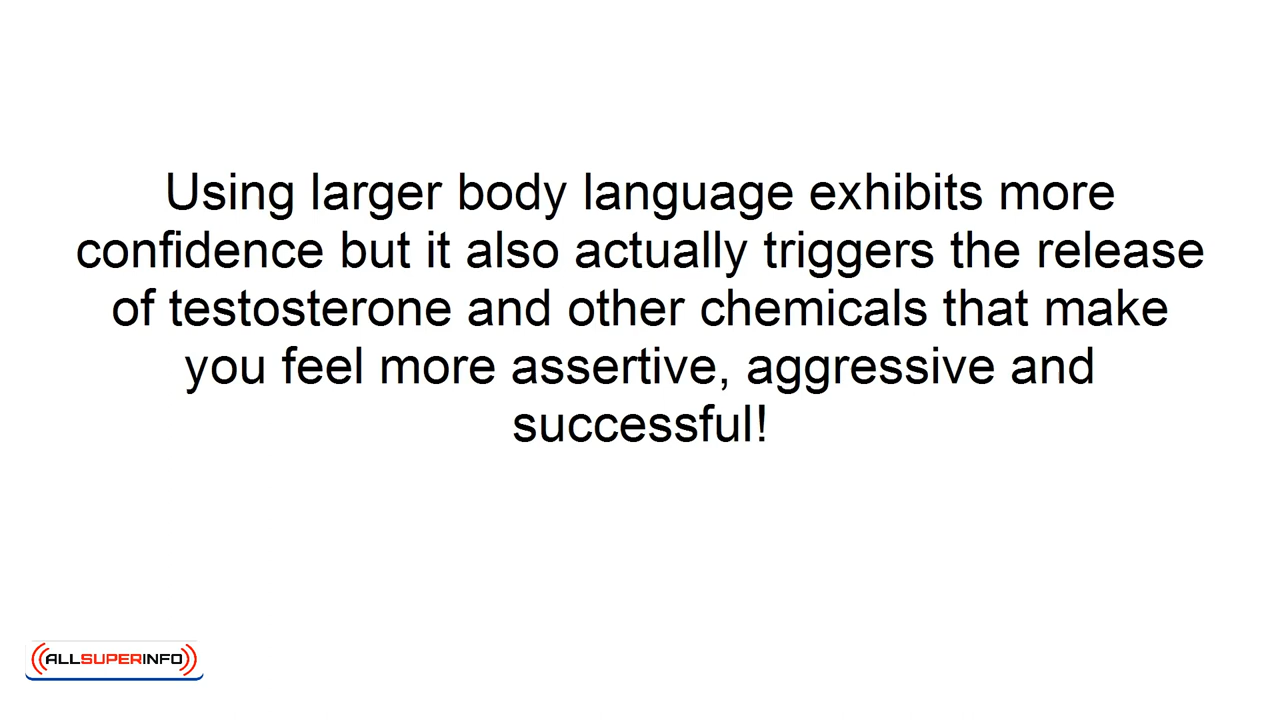 Using larger body language exhibits more
confidence but it also actually triggers the release
of testosterone and other chemicals that make
you feel more assertive, aggressive and
successful!
ALLSUPERINFO